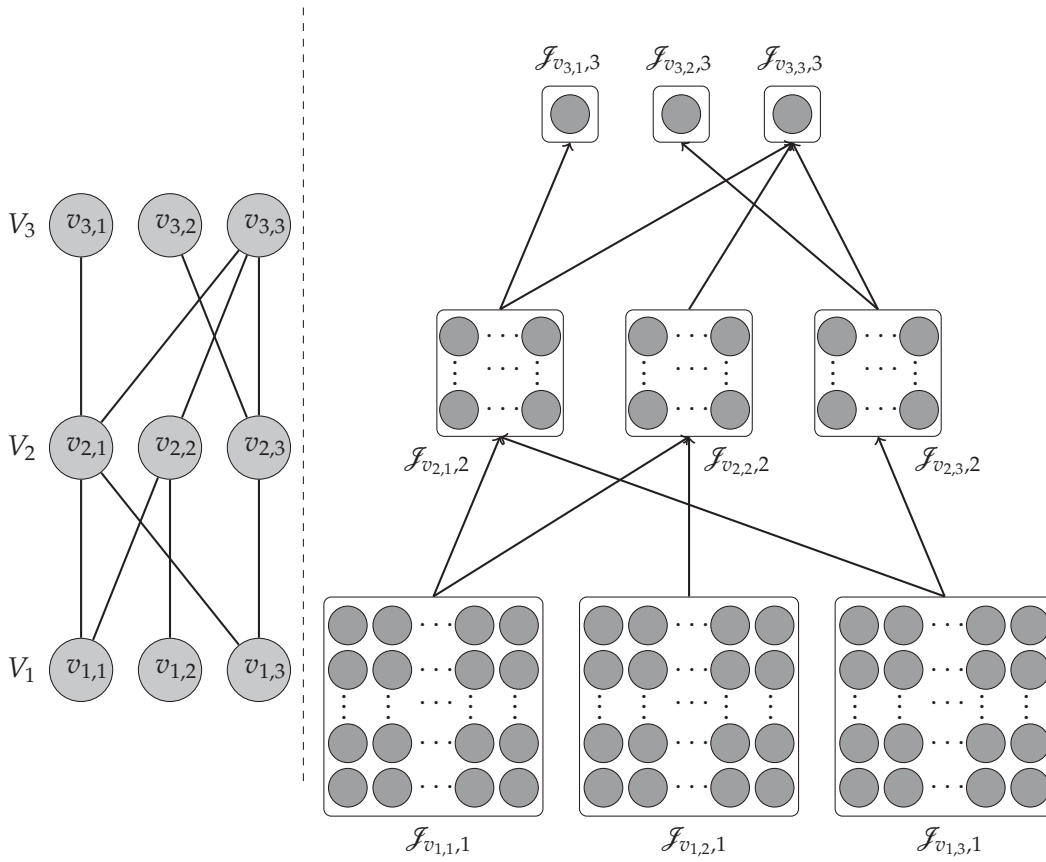 𝒥v3,1,3 𝒥v3,2,3 𝒥v3,3,3
V3 v3,1 v3,2 v3,3
V2 v2,1 v2,2 v2,3
𝒥v2,1,2 𝒥v2,2,2 𝒥v2,3,2
V1 v1,1 v1,2 v1,3
𝒥v1,1,1 𝒥v1,2,1 𝒥v1,3,1